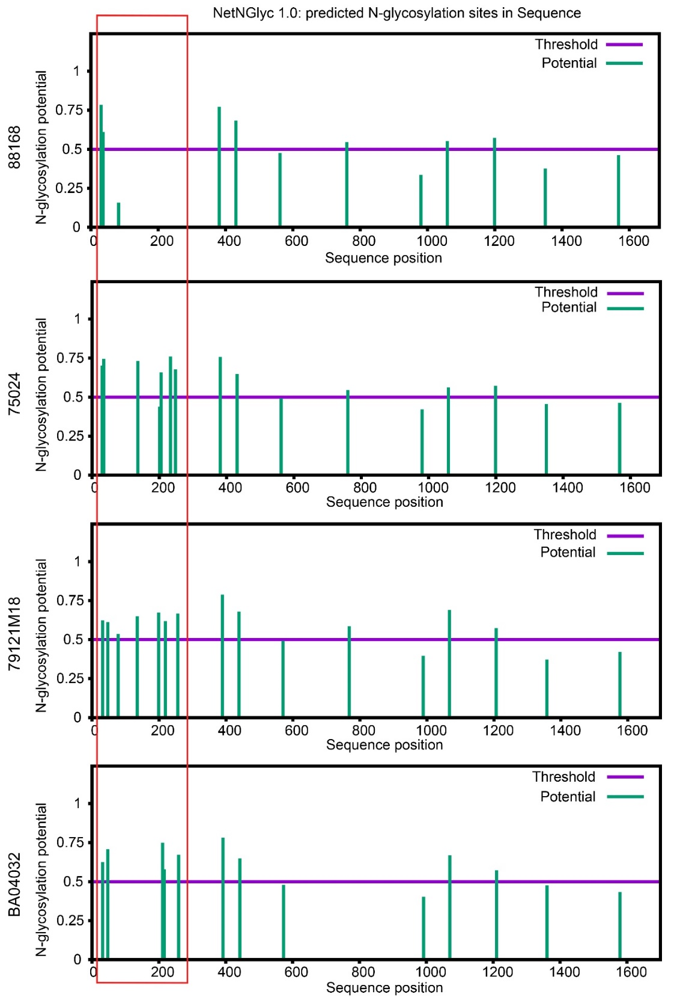 NetNGlyc 1.0: predicted N-glycosylation sites in Sequence
88168
N-glycosylation potential
Threshold
Potential
1
0.75
0.5
0.25
0
0 200 400 600 800 1000 1200 1400 1600
Sequence position
75024
N-glycosylation potential
Threshold
Potential
1
0.75
0.5
0.25
0
0 200 400 600 800 1000 1200 1400 1600
Sequence position
79121M18
N-glycosylation potential
Threshold
Potential
1
0.75
0.5
0.25
0
0 200 400 600 800 1000 1200 1400 1600
Sequence position
BA04032
N-glycosylation potential
Threshold
Potential
1
0.75
0.5
0.25
0
0 200 400 600 800 1000 1200 1400 1600
Sequence position